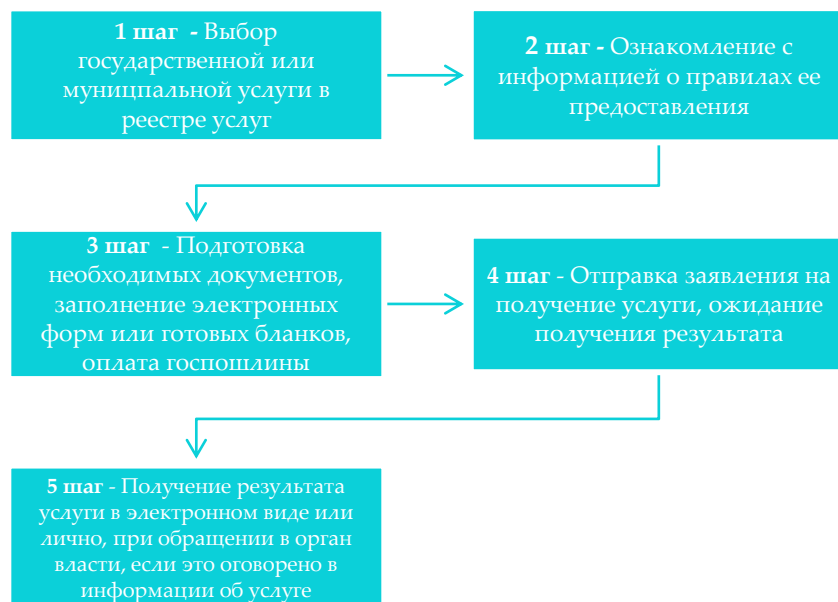 1 шаг - Выбор
государственной или
муницпальной услуги в
реестре услуг
2 шаг - Ознакомление с
информацией о правилах ее
предоставления
3 шаг - Подготовка
необходимых документов,
заполнение электронных
форм или готовых бланков,
оплата госпошлины
4 шаг - Отправка заявления на
получение услуги, ожидание
получения результата
5 шаг - Получение результата
услуги в электронном виде или
лично, при обращении в орган
власти, если это оговорено в
информации об услуге